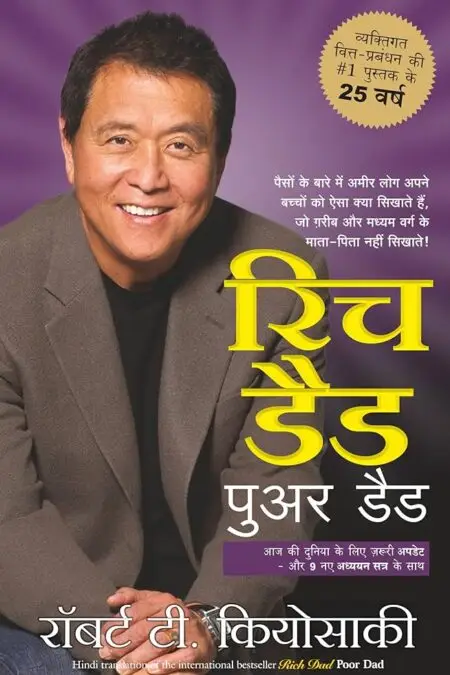 व्यक्तिगत
वित्त-प्रबंधन की
#1 पुस्तक के
25 वर्ष
पैसों के बारे में अमीर लोग अपने
बच्चों को ऐसा क्या सिखाते हैं,
जो ग़रीब और मध्यम वर्ग के
माता-पिता नहीं सिखाते!
रिच
डैड
पुअर डैड
आज की दुनिया के लिए ज़रूरी अपडेट
- और 9 नए अध्ययन सत्र के साथ
रॉबर्ट टी. कियोसाकी
Hindi translation of the international bestseller Rich Dad Poor Dad